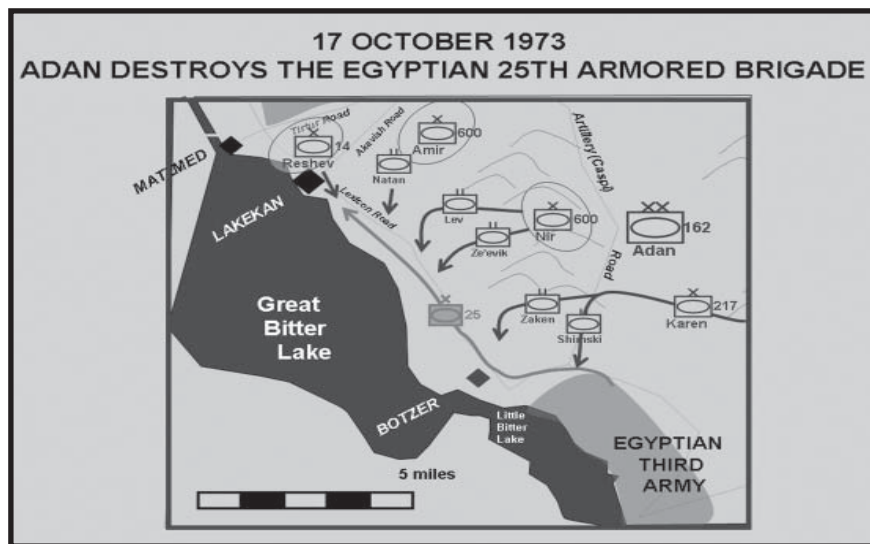 17 OCTOBER 1973
ADAN DESTROYS THE EGYPTIAN 25TH ARMORED BRIGADE
Tirtur Road
Akavish Road
Artillery (Caspi)
Road
14
Reshev
600
Amir
MATZMED
Natan
Lexicon Road
LAKEKAN
Lev
600
Nir
Ze'evik
162
Adan
Great
Bitter
Lake
25
Zaken
Shimski
217
Karen
BOTZER
Little
Bitter
Lake
EGYPTIAN
THIRD
ARMY
5 miles